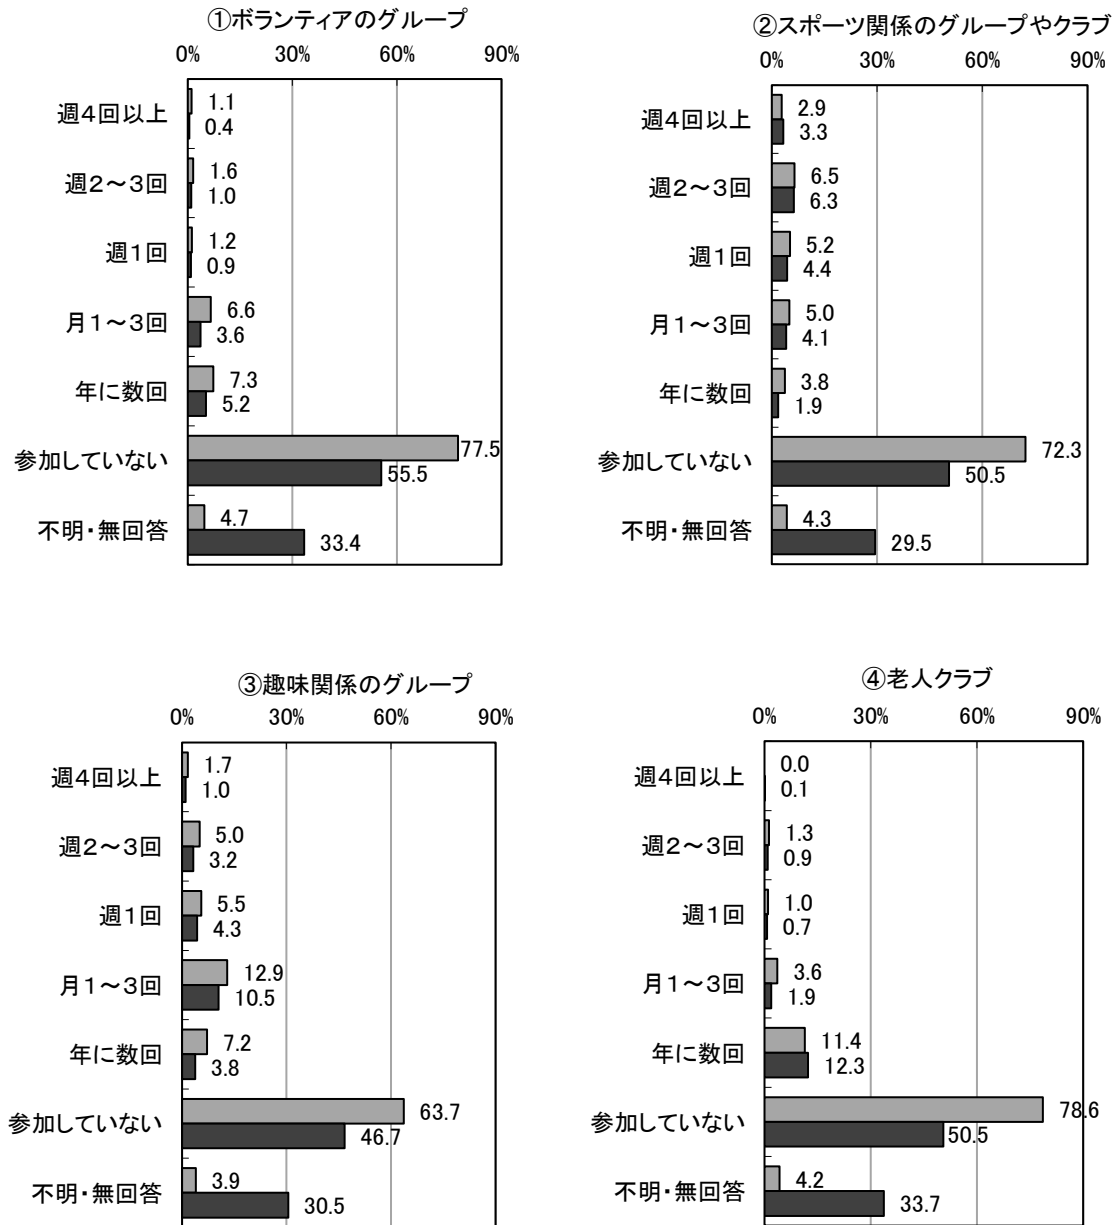 ①ボランティアのグループ
0% 30% 60% 90%
週4回以上 1.1
0.4
週2～3回 1.6
1.0
週1回 1.2
0.9
月1～3回 6.6
3.6
年に数回 7.3
5.2
参加していない 77.5
55.5
不明・無回答 4.7
33.4
②スポーツ関係のグループやクラブ
0% 30% 60% 90%
週4回以上 2.9
3.3
週2～3回 6.5
6.3
週1回 5.2
4.4
月1～3回 5.0
4.1
年に数回 3.8
1.9
参加していない 72.3
50.5
不明・無回答 4.3
29.5
③趣味関係のグループ
0% 30% 60% 90%
週4回以上 1.7
1.0
週2～3回 5.0
3.2
週1回 5.5
4.3
月1～3回 12.9
10.5
年に数回 7.2
3.8
参加していない 63.7
46.7
不明・無回答 3.9
30.5
④老人クラブ
0% 30% 60% 90%
週4回以上 0.0
0.1
週2～3回 1.3
0.9
週1回 1.0
0.7
月1～3回 3.6
1.9
年に数回 11.4
12.3
参加していない 78.6
50.5
不明・無回答 4.2
33.7